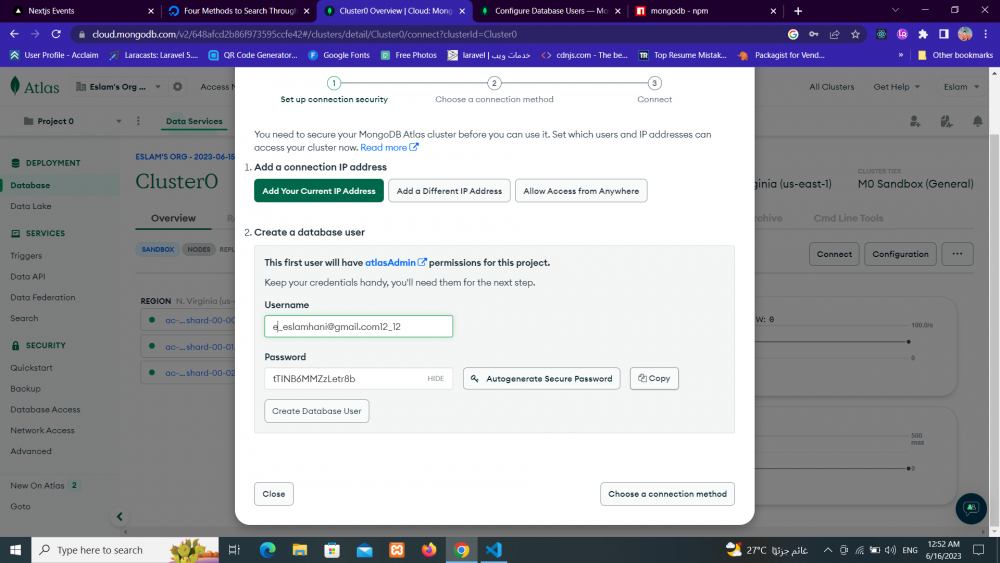 Nextjs Events
Four Methods to Search Through
Cluster0 Overview | Cloud: Mong
Configure Database Users — Mo
mongodb - npm
cloud.mongodb.com/v2/648afcd2b86f973595ccfe42#/clusters/detail/Cluster0/connect?clusterId=Cluster0
User Profile - Acclaim
Laracasts: Laravel 5....
QR Code Generator...
Google Fonts
Free Photos
laravel | خدمات ويب
cdnjs.com - The be...
Top Resume Mistak...
Packagist for Vend...
»
Other bookmarks
Atlas
Eslam's Org ...
Access
All Clusters
Get Help
Eslam
Project 0
Data Services
DEPLOYMENT
Database
Data Lake
SERVICES
Triggers
Data API
Data Federation
Search
SECURITY
Quickstart
Backup
Database Access
Network Access
Advanced
New On Atlas 2
Goto
ESLAM'S ORG - 2023-06-15
Cluster0
Overview
SANDBOX
NODES
REPL
REGION N. Virginia (us-
ac-...shard-00-00
ac-...shard-00-01
ac-...shard-00-02
1
2
3
Set up connection security
Choose a connection method
Connect
You need to secure your MongoDB Atlas cluster before you can use it. Set which users and IP addresses can
access your cluster now. Read more
1. Add a connection IP address
Add Your Current IP Address
Add a Different IP Address
Allow Access from Anywhere
2. Create a database user
This first user will have atlasAdmin permissions for this project.
Keep your credentials handy, you'll need them for the next step.
Username
e_eslamhani@gmail.com12_12
Password
tT1NB6MMZzLetr8b
HIDE
Autogenerate Secure Password
Copy
Create Database User
Close
Choose a connection method
CLUSTER TIER
ginia (us-east-1)
M0 Sandbox (General)
chive
Cmd Line Tools
Connect
Configuration
...
W: 0
100.0/s
0
500
max
0
Type here to search
27°C
غائم جزئيًا
ENG
12:52 AM
6/16/2023